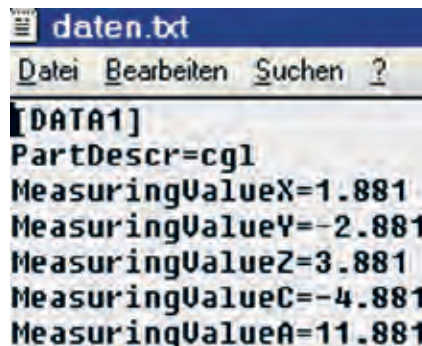 daten.txt
Datei Bearbeiten Suchen ?
[DATA1]
PartDescr=cgl
MeasuringValueX=1.881
MeasuringValueY=-2.881
MeasuringValueZ=3.881
MeasuringValueC=-4.881
MeasuringValueA=11.881